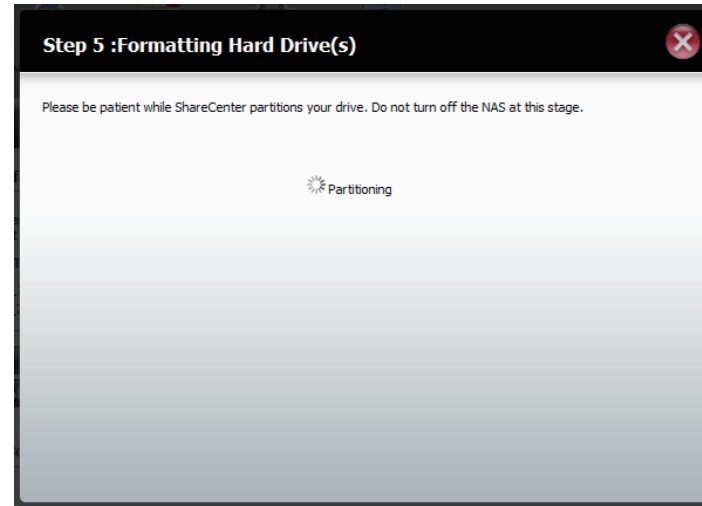 Step 5 :Formatting Hard Drive(s)
Please be patient while ShareCenter partitions your drive. Do not turn off the NAS at this stage.
Partitioning